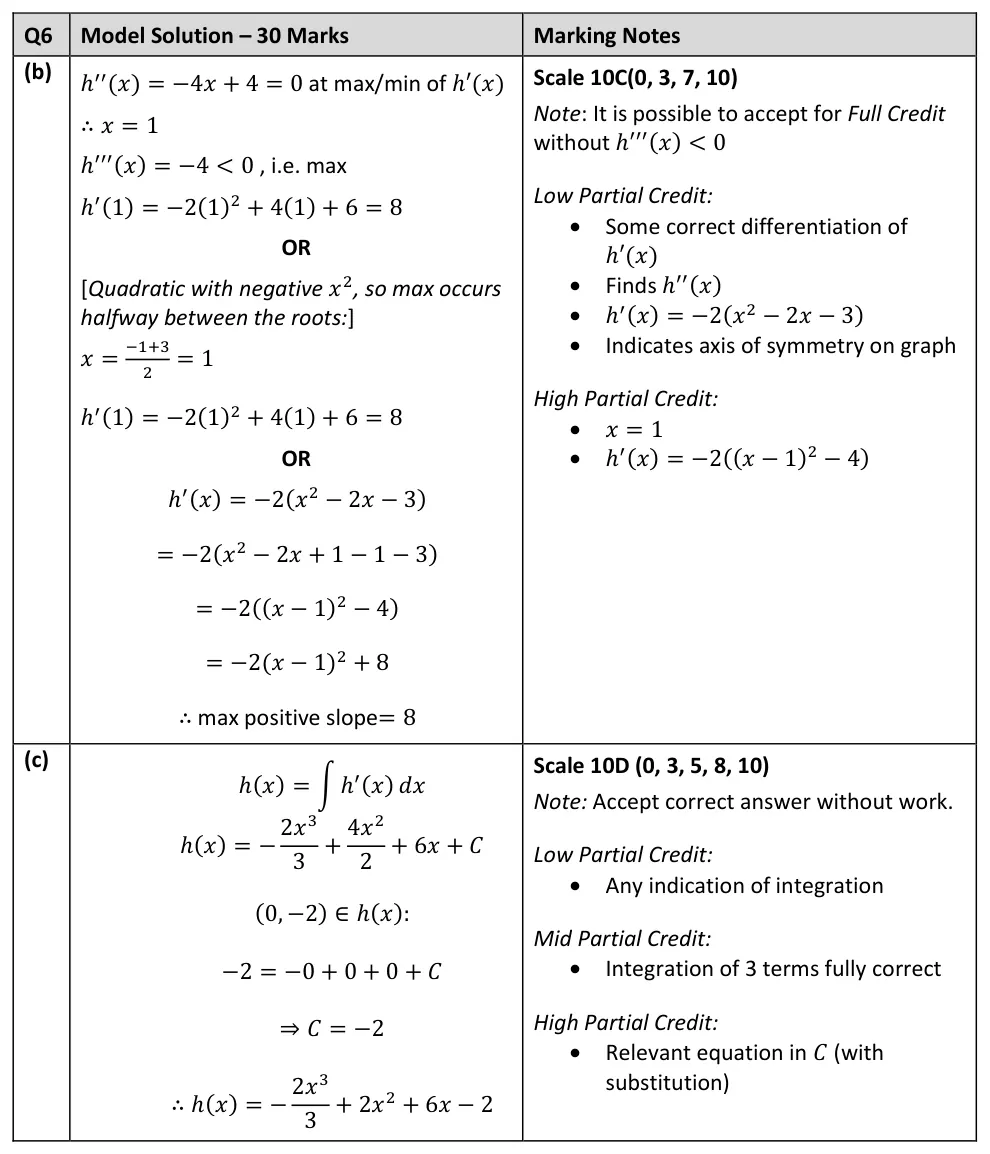 Q6 Model Solution – 30 Marks Marking Notes
(b)
h′′(x) = −4x + 4 = 0 at max/min of h′(x)
∴ x = 1
h′′′(x) = −4 < 0 , i.e. max
h′(1) = −2(1)² + 4(1) + 6 = 8
OR
[Quadratic with negative x², so max occurs
halfway between the roots:]
x = (−1+3)/2 = 1
h′(1) = −2(1)² + 4(1) + 6 = 8
OR
h′(x) = −2(x² − 2x − 3)
= −2(x² − 2x + 1 − 1 − 3)
= −2((x − 1)² − 4)
= −2(x − 1)² + 8
∴ max positive slope= 8
Scale 10C(0, 3, 7, 10)
Note: It is possible to accept for Full Credit
without h′′′(x) < 0
Low Partial Credit:
• Some correct differentiation of
h′(x)
• Finds h′′(x)
• h′(x) = −2(x² − 2x − 3)
• Indicates axis of symmetry on graph
High Partial Credit:
• x = 1
• h′(x) = −2((x − 1)² − 4)
(c)
h(x) = ∫ h′(x) dx
h(x) = −2x³/3 + 4x²/2 + 6x + C
(0, −2) ∈ h(x):
−2 = −0 + 0 + 0 + C
⇒ C = −2
∴ h(x) = −2x³/3 + 2x² + 6x − 2
Scale 10D (0, 3, 5, 8, 10)
Note: Accept correct answer without work.
Low Partial Credit:
• Any indication of integration
Mid Partial Credit:
• Integration of 3 terms fully correct
High Partial Credit:
• Relevant equation in C (with
substitution)